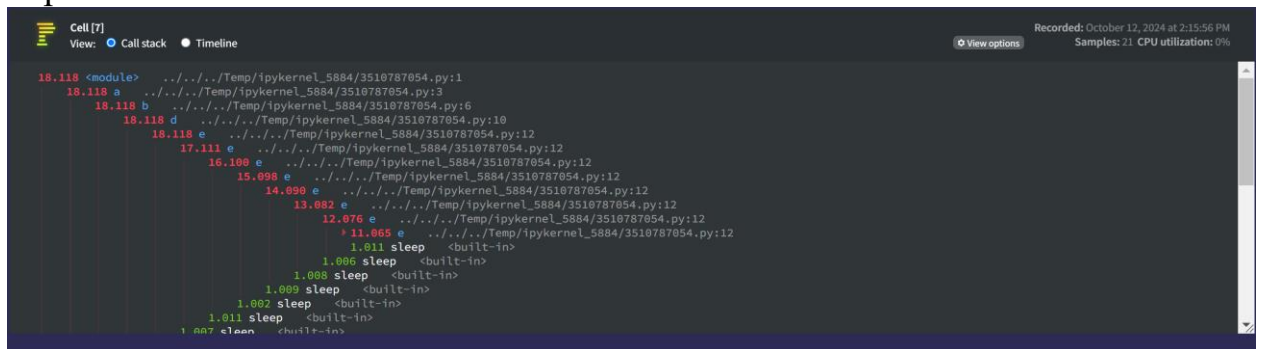 Cell [7]
View: Call stack Timeline
View options
Recorded: October 12, 2024 at 2:15:56 PM
Samples: 21 CPU utilization: 0%
18.118 <module> ../../../Temp/ipykernel_5884/3510787054.py:1
18.118 a ../../../Temp/ipykernel_5884/3510787054.py:3
18.118 b ../../../Temp/ipykernel_5884/3510787054.py:6
18.118 d ../../../Temp/ipykernel_5884/3510787054.py:10
18.118 e ../../../Temp/ipykernel_5884/3510787054.py:12
17.111 e ../../../Temp/ipykernel_5884/3510787054.py:12
16.100 e ../../../Temp/ipykernel_5884/3510787054.py:12
15.098 e ../../../Temp/ipykernel_5884/3510787054.py:12
14.090 e ../../../Temp/ipykernel_5884/3510787054.py:12
13.082 e ../../../Temp/ipykernel_5884/3510787054.py:12
12.076 e ../../../Temp/ipykernel_5884/3510787054.py:12
11.065 e ../../../Temp/ipykernel_5884/3510787054.py:12
1.011 sleep <built-in>
1.006 sleep <built-in>
1.008 sleep <built-in>
1.009 sleep <built-in>
1.002 sleep <built-in>
1.011 sleep <built-in>
1.007 sleep <built-in>